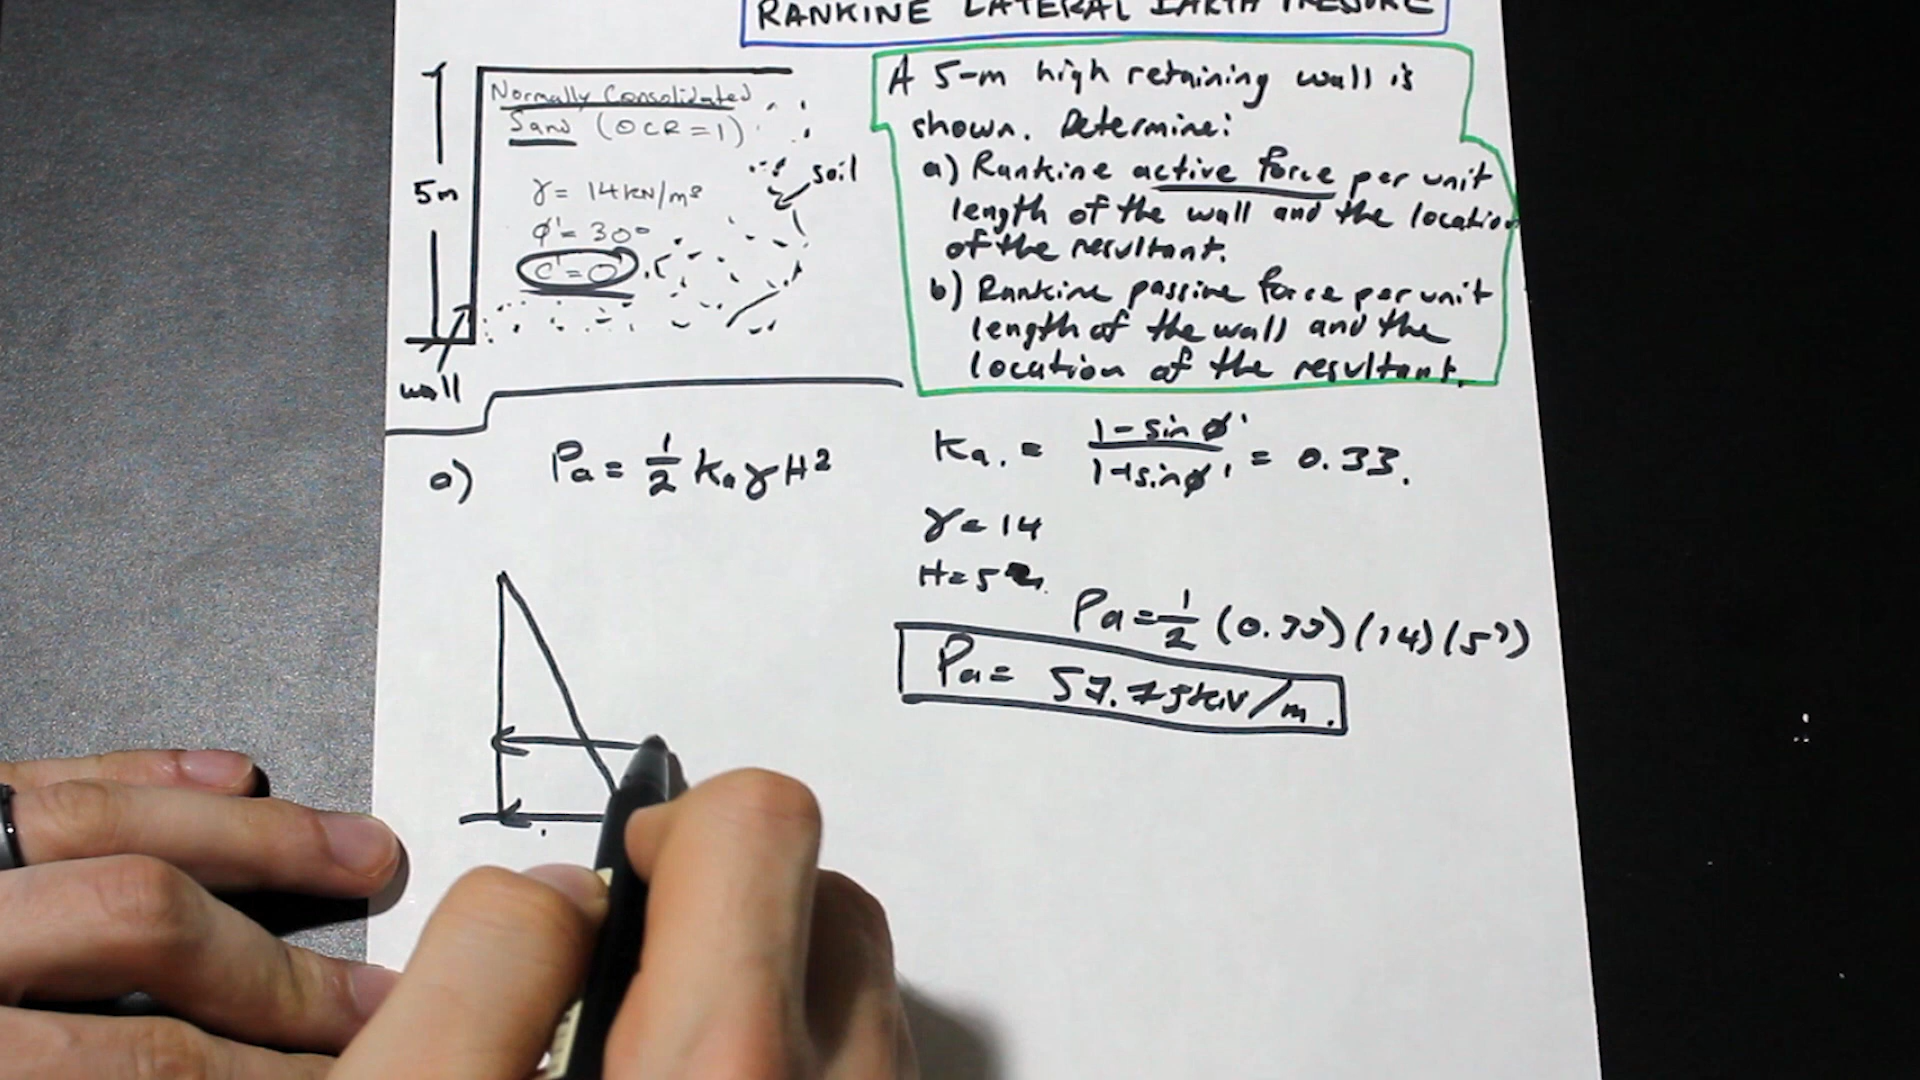 RANKINE LATERAL EARTH PRESSURE
Normally Consolidated
Sand (OCR=1)
soil
5m
γ = 14 kN/m³
φ' = 30°
c' = 0
wall
A 5-m high retaining wall is
shown. Determine:
a) Rankine active force per unit
length of the wall and the location
of the resultant.
b) Rankine passive force per unit
length of the wall and the
location of the resultant.
a) Pa = 1/2 Ka γ H²
Ka. = (1 - sin φ')/(1 + sin φ') = 0.33.
γ = 14
H = 5m.
Pa = 1/2 (0.33)(14)(5²)
Pa = 57.75 kN/m.